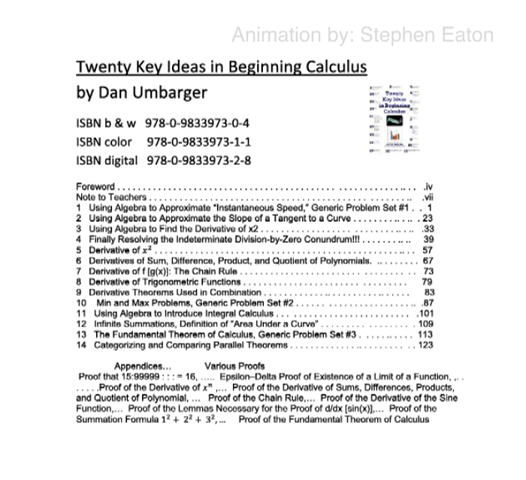 Animation by: Stephen Eaton
Twenty Key Ideas in Beginning Calculus
by Dan Umbarger
Twenty
Key Ideas
in Beginning
Calculus
ISBN b & w 978-0-9833973-0-4
ISBN color 978-0-9833973-1-1
ISBN digital 978-0-9833973-2-8
Foreword . . . . . . . . . . . . . . . . . . . . iv
Note to Teachers . . . . . . . . . . . . . . . . . . . . vii
1 Using Algebra to Approximate "Instantaneous Speed," Generic Problem Set #1 . . 1
2 Using Algebra to Approximate the Slope of a Tangent to a Curve . . . . . . . . . . . . 23
3 Using Algebra to Find the Derivative of x2 . . . . . . . . . . . . . . . . . . . . 33
4 Finally Resolving the Indeterminate Division-by-Zero Conundrum!!! . . . . . . . . . . 39
5 Derivative of xⁿ . . . . . . . . . . . . . . . . . . . . 57
6 Derivatives of Sum, Difference, Product, and Quotient of Polynomials. . . . . . . . . . 67
7 Derivative of f [g(x)]: The Chain Rule . . . . . . . . . . . . . . . . . . . . 73
8 Derivative of Trigonometric Functions . . . . . . . . . . . . . . . . . . . . 79
9 Derivative Theorems Used in Combination . . . . . . . . . . . . . . . . . . . . 83
10 Min and Max Problems, Generic Problem Set #2 . . . . . . . . . . . . . . . . . . . . 87
11 Using Algebra to Introduce Integral Calculus . . . . . . . . . . . . . . . . . . . . 101
12 Infinite Summations, Definition of "Area Under a Curve" . . . . . . . . . . . . . . . . 109
13 The Fundamental Theorem of Calculus, Generic Problem Set #3 . . . . . . . . . . . . 113
14 Categorizing and Comparing Parallel Theorems . . . . . . . . . . . . . . . . . . . . 123
Appendices... Various Proofs
Proof that 15:99999 : : : = 16, ..... Epsilon–Delta Proof of Existence of a Limit of a Function, .. .
. . . . .Proof of the Derivative of xⁿ ,... Proof of the Derivative of Sums, Differences, Products,
and Quotient of Polynomial, ... Proof of the Chain Rule,... Proof of the Derivative of the Sine
Function,... Proof of the Lemmas Necessary for the Proof of d/dx [sin(x)],... Proof of the
Summation Formula 1² + 2² + 3²,... Proof of the Fundamental Theorem of Calculus